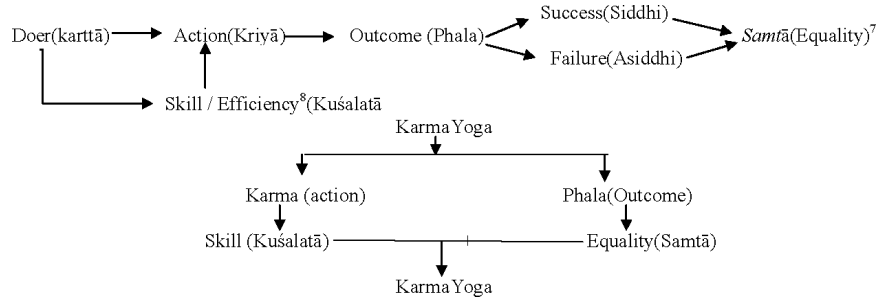 Success(Siddhi)
Doer(karttā) Action(Kriyā) Outcome (Phala) Samtā(Equality)7
Failure(Asiddhi)
Skill / Efficiency8(Kuśalatā
Karma Yoga
Karma (action) Phala(Outcome)
Skill (Kuśalatā) Equality(Samtā)
Karma Yoga